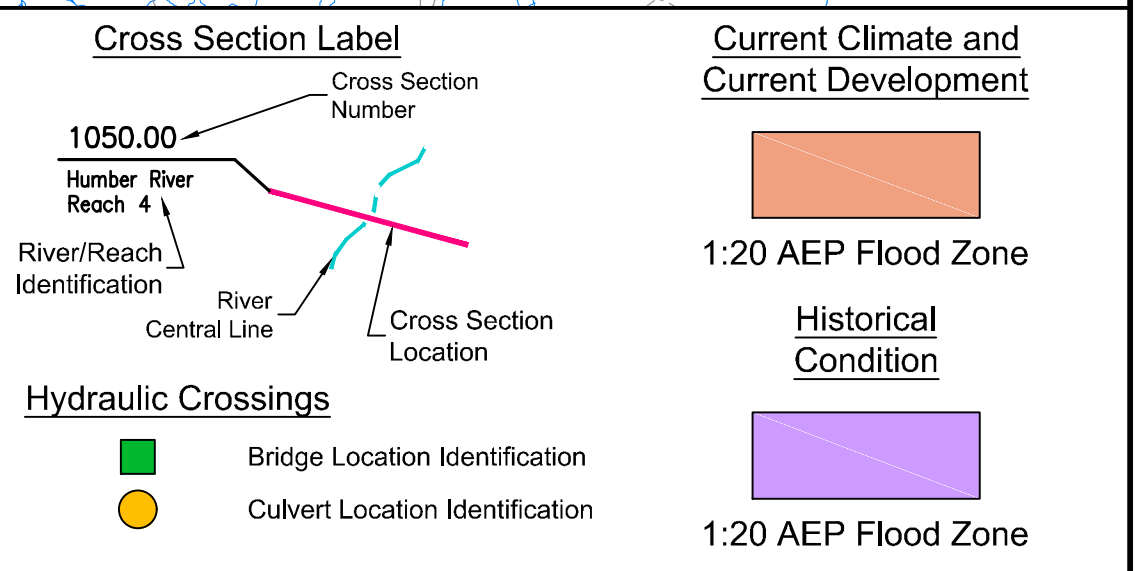 Cross Section Label
Cross Section
Number
1050.00
Humber River
Reach 4
River/Reach
Identification
River
Central Line
Cross Section
Location
Hydraulic Crossings
Bridge Location Identification
Culvert Location Identification
Current Climate and
Current Development
1:20 AEP Flood Zone
Historical
Condition
1:20 AEP Flood Zone